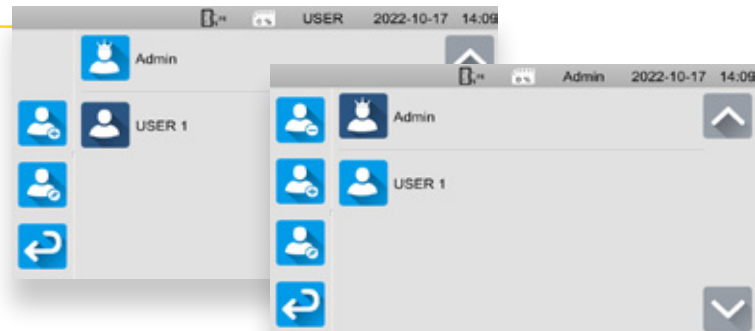 USER 2022-10-17 14:09
Admin
USER 1
Admin 2022-10-17 14:09
Admin
USER 1